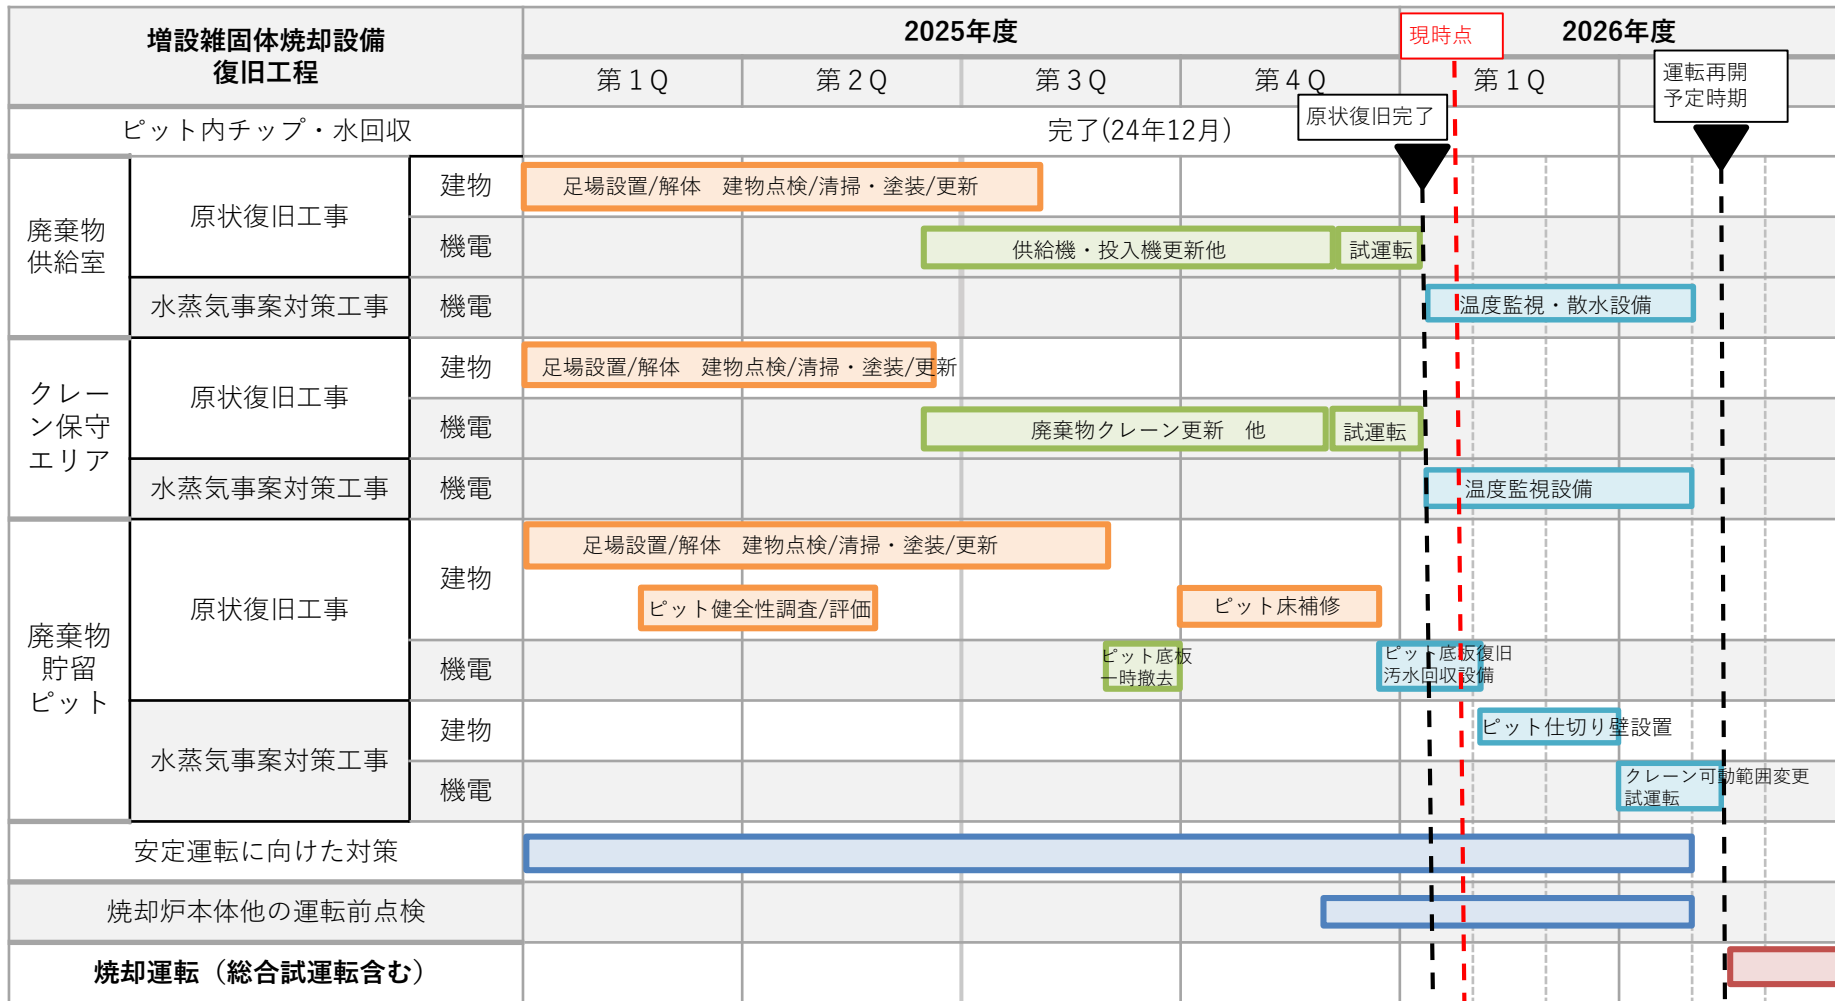 増設雑固体焼却設備
復旧工程
2025年度
現時点
2026年度
第1Q
第2Q
第3Q
第4Q
第1Q
運転再開
予定時期
原状復旧完了
ピット内チップ・水回収
完了(24年12月)
廃棄物
供給室
原状復旧工事
建物
足場設置/解体　建物点検/清掃・塗装/更新
機電
供給機・投入機更新他
試運転
水蒸気事案対策工事
機電
温度監視・散水設備
クレー
ン保守
エリア
原状復旧工事
建物
足場設置/解体　建物点検/清掃・塗装/更新
機電
廃棄物クレーン更新　他
試運転
水蒸気事案対策工事
機電
温度監視設備
廃棄物
貯留
ピット
原状復旧工事
建物
足場設置/解体　建物点検/清掃・塗装/更新
ピット健全性調査/評価
ピット床補修
機電
ピット底板
一時撤去
ピット底板復旧
汚水回収設備
水蒸気事案対策工事
建物
ピット仕切り壁設置
機電
クレーン可動範囲変更
試運転
安定運転に向けた対策
焼却炉本体他の運転前点検
焼却運転（総合試運転含む）